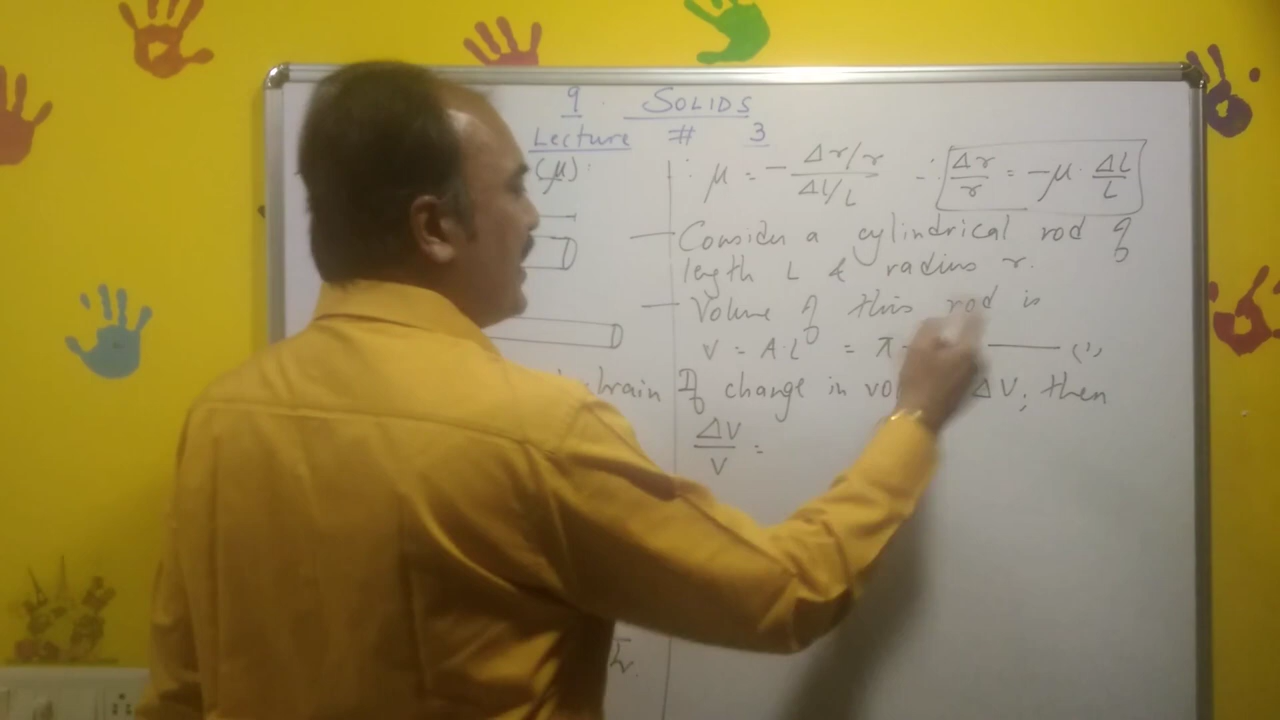 9 SOLIDS
Lecture # 3
(μ):
∴ μ = - Δr/r / ΔL/L ∴ Δr/r = -μ · ΔL/L
Consider a cylindrical rod of
length L & radius r.
Volume of this rod is
V = A·L = π (1)
strain If change in ΔV, then
ΔV/V =